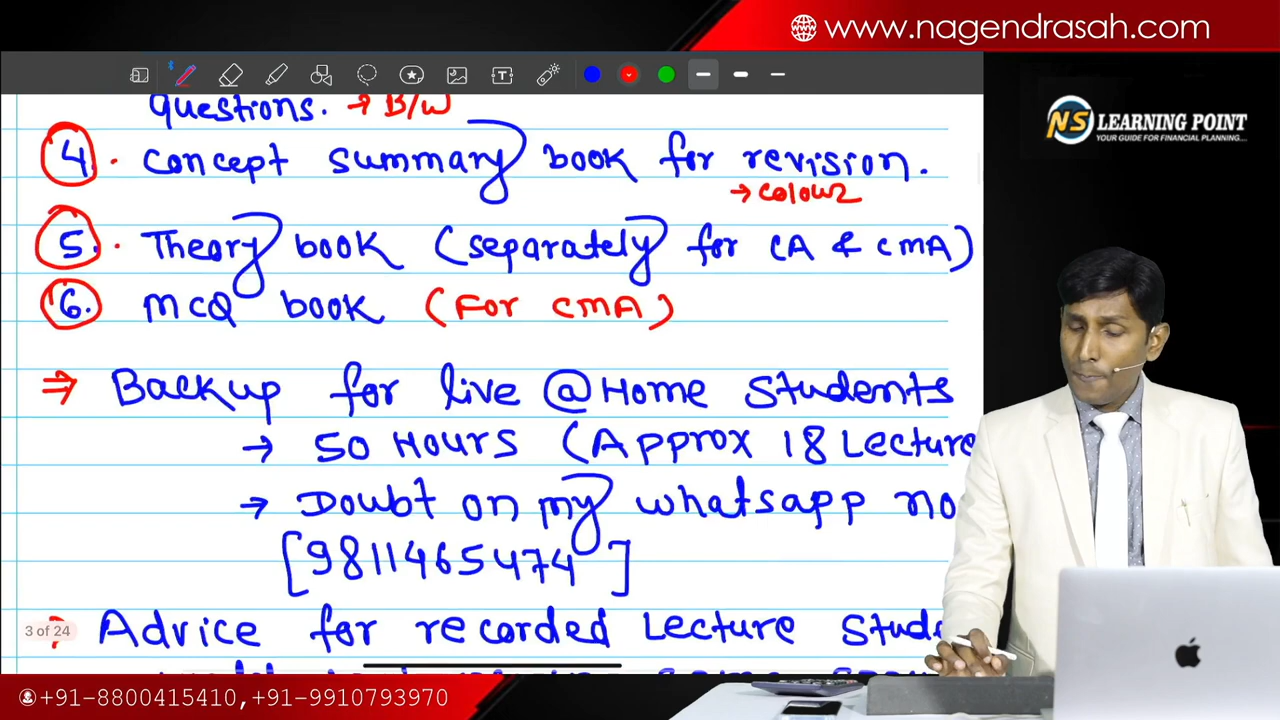 www.nagendrasah.com
NS LEARNING POINT
YOUR GUIDE FOR FINANCIAL PLANNING....
questions. → B/W
4. concept summary book for revision.
→ colour
5. Theory book (separately for CA & CMA)
6. MCQ book (For CMA)
⇒ Backup for live @Home Students
→ 50 Hours (Approx 18 Lecture
→ Doubt on my whatsapp no
[9811465474]
Advice for recorded Lecture
3 of 24
+91-8800415410,+91-9910793970